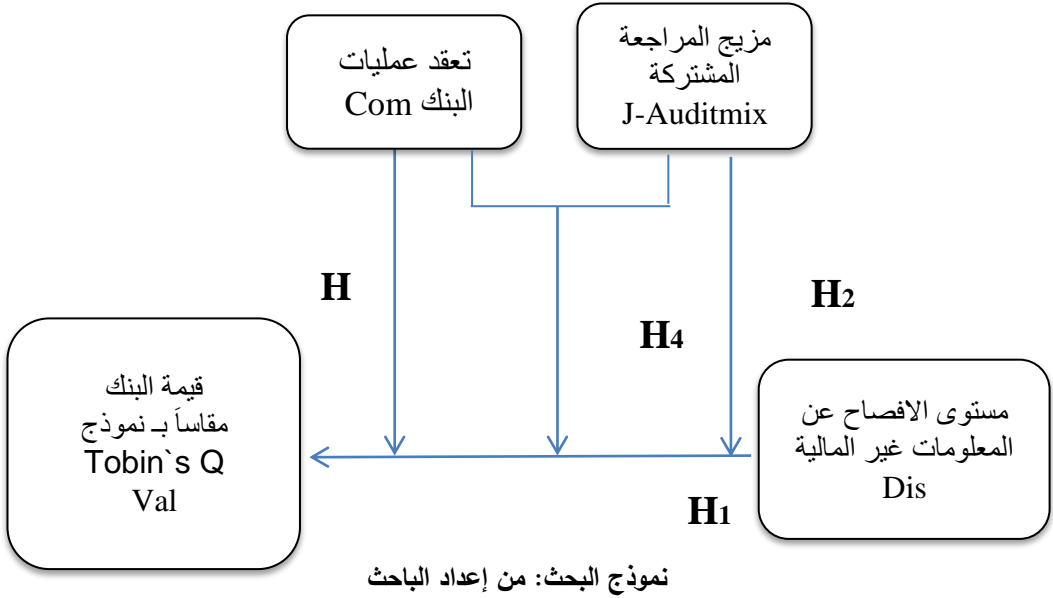 مزيج المراجعة
المشتركة
J-Auditmix
تعقد عمليات
البنك Com
H
H2
H4
قيمة البنك
مقاساَ بـ نموذج
Tobin`s Q
Val
مستوى الافصاح عن
المعلومات غير المالية
Dis
H1
نموذج البحث: من إعداد الباحث